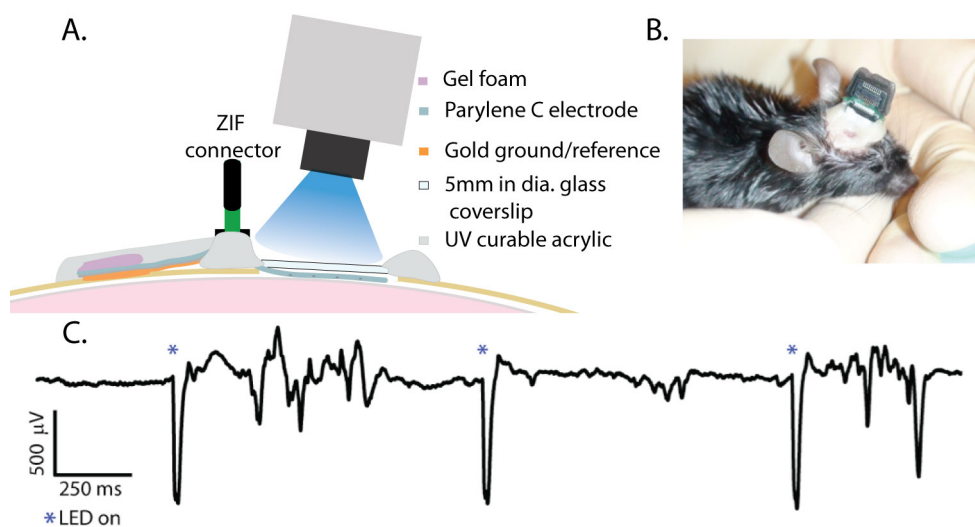 A.
ZIF
connector
Gel foam
Parylene C electrode
Gold ground/reference
5mm in dia. glass
coverslip
UV curable acrylic
B.
C.
* * *
500 µV
250 ms
* LED on